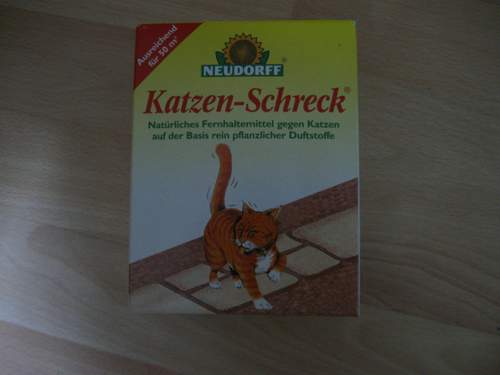 Ausreichend
für 50 m²
NEUDORFF®
Katzen-Schreck®
Natürliches Fernhaltemittel gegen Katzen
auf der Basis rein pflanzlicher Duftstoffe